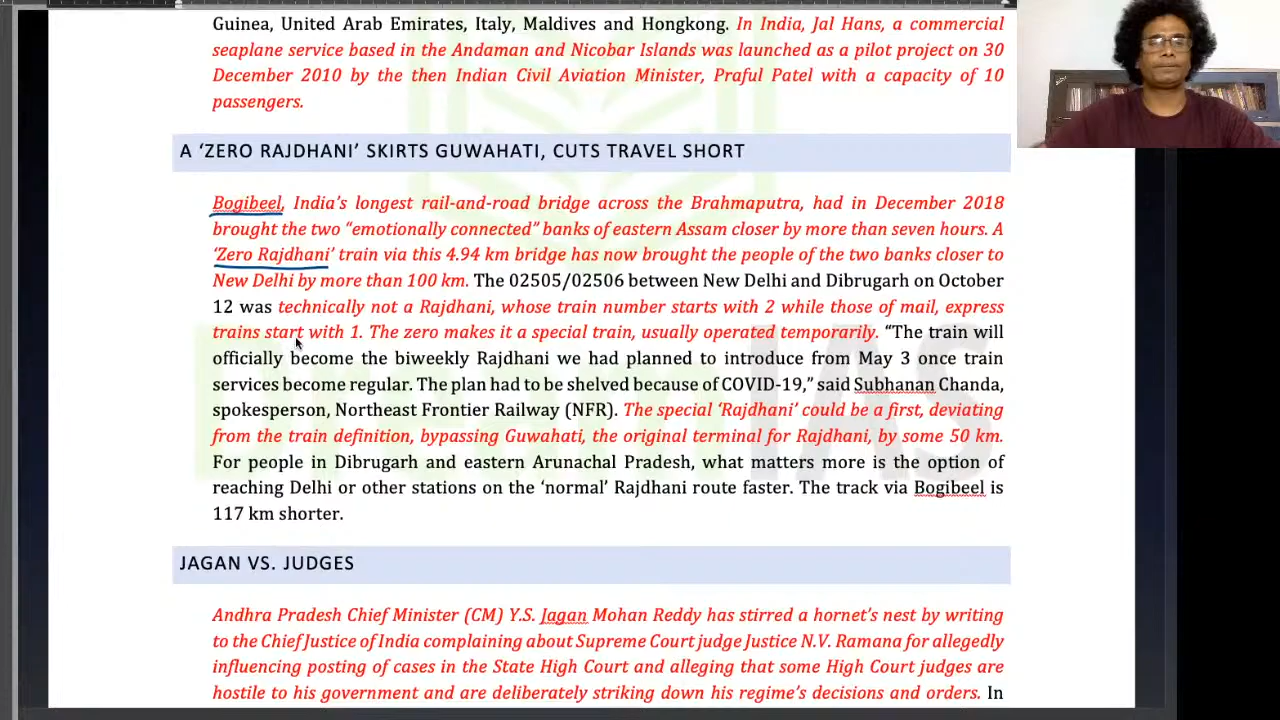 Guinea, United Arab Emirates, Italy, Maldives and Hongkong. In India, Jal Hans, a commercial
seaplane service based in the Andaman and Nicobar Islands was launched as a pilot project on 30
December 2010 by the then Indian Civil Aviation Minister, Praful Patel with a capacity of 10
passengers.
A ‘ZERO RAJDHANI’ SKIRTS GUWAHATI, CUTS TRAVEL SHORT
Bogibeel, India’s longest rail-and-road bridge across the Brahmaputra, had in December 2018
brought the two “emotionally connected” banks of eastern Assam closer by more than seven hours. A
‘Zero Rajdhani’ train via this 4.94 km bridge has now brought the people of the two banks closer to
New Delhi by more than 100 km. The 02505/02506 between New Delhi and Dibrugarh on October
12 was technically not a Rajdhani, whose train number starts with 2 while those of mail, express
trains start with 1. The zero makes it a special train, usually operated temporarily. “The train will
officially become the biweekly Rajdhani we had planned to introduce from May 3 once train
services become regular. The plan had to be shelved because of COVID-19,” said Subhanan Chanda,
spokesperson, Northeast Frontier Railway (NFR). The special ‘Rajdhani’ could be a first, deviating
from the train definition, bypassing Guwahati, the original terminal for Rajdhani, by some 50 km.
For people in Dibrugarh and eastern Arunachal Pradesh, what matters more is the option of
reaching Delhi or other stations on the ‘normal’ Rajdhani route faster. The track via Bogibeel is
117 km shorter.
JAGAN VS. JUDGES
Andhra Pradesh Chief Minister (CM) Y.S. Jagan Mohan Reddy has stirred a hornet’s nest by writing
to the Chief Justice of India complaining about Supreme Court judge Justice N.V. Ramana for allegedly
influencing posting of cases in the State High Court and alleging that some High Court judges are
hostile to his government and are deliberately striking down his regime’s decisions and orders. In